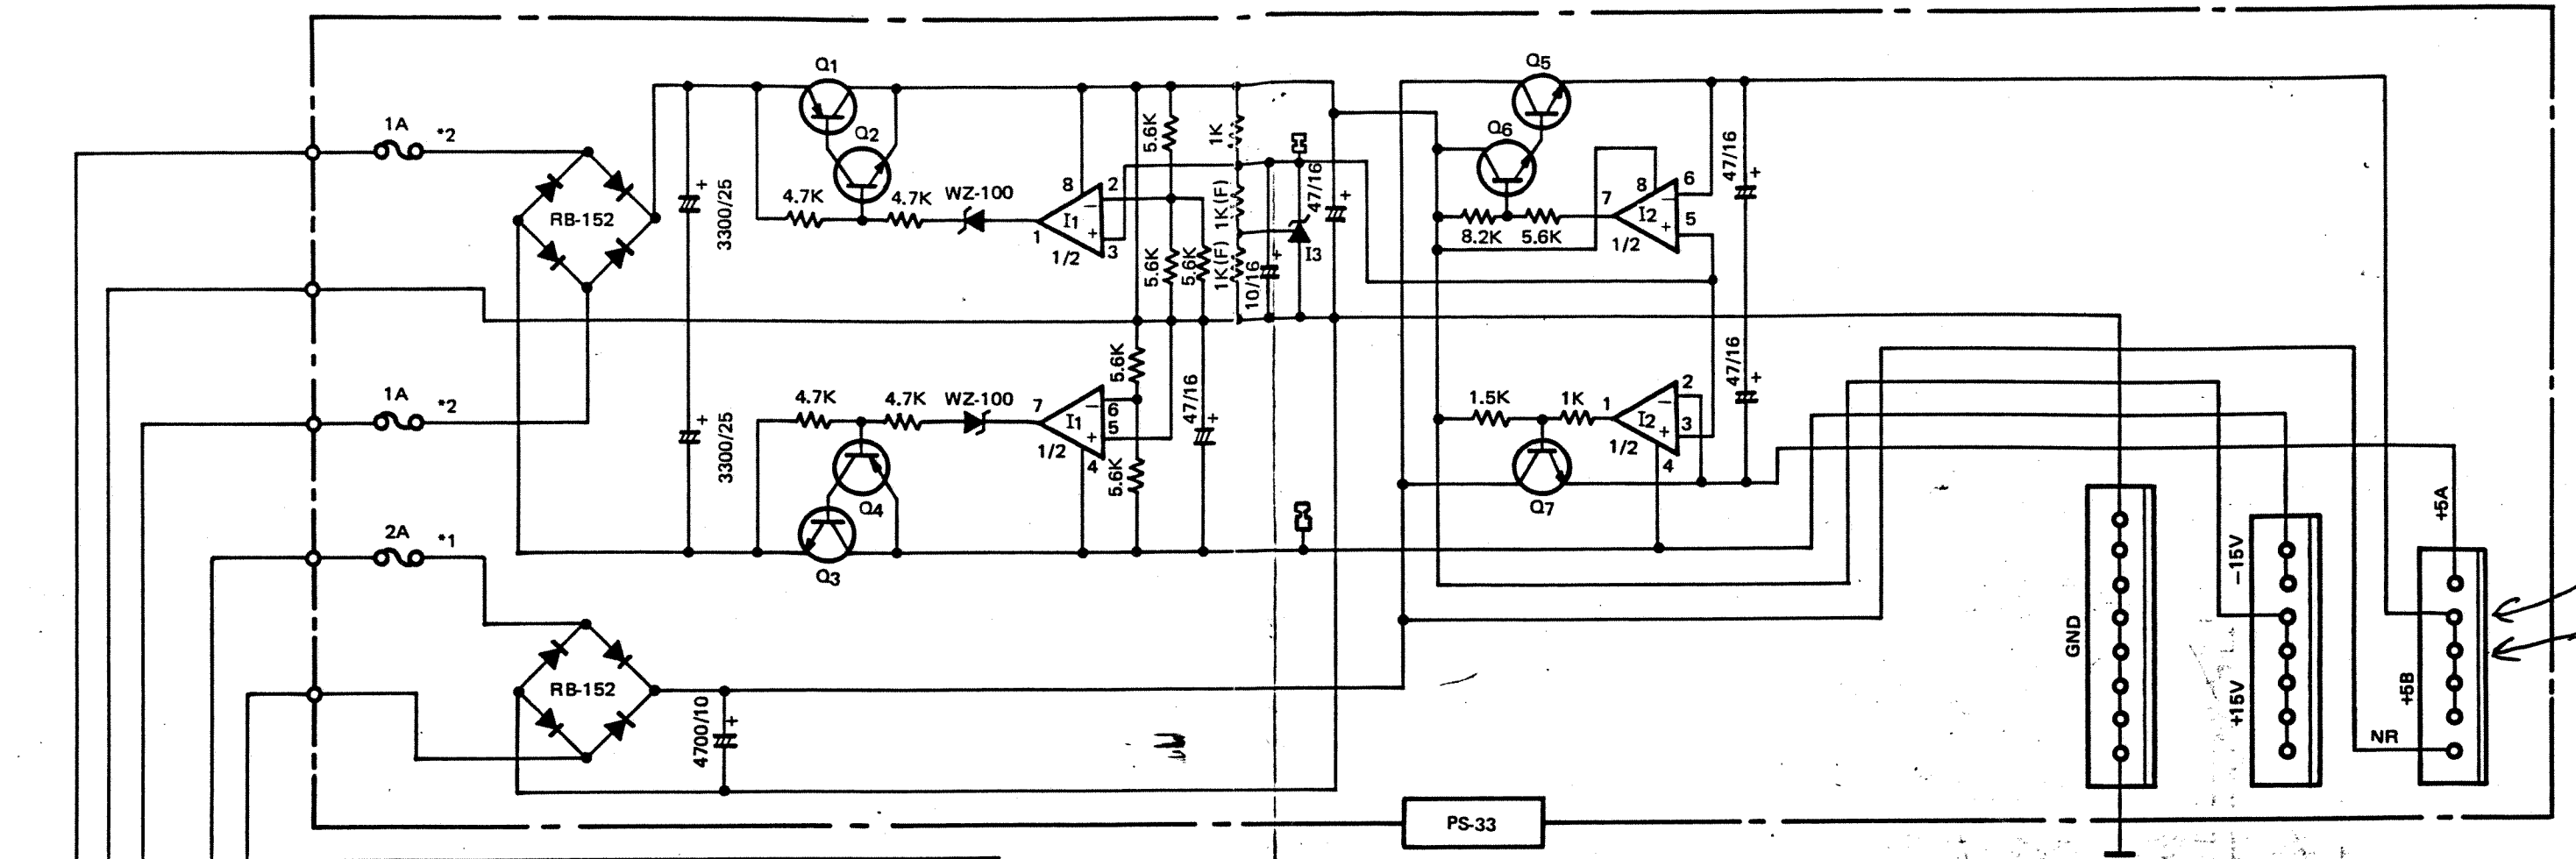 Q1
Q5
1A *2
Q2
5.6K
1K
Q6
47/16
3300/25
4.7K
4.7K
WZ-100
8
2
I1
1
3
1/2
1K(F)
47/16
RB-152
5.6K
5.6K
1K(F)
10/16
I3
8
6
7
I2
5
8.2K
5.6K
1/2
1A *2
3300/25
4.7K
4.7K
WZ-100
7
I1
6
5
1/2
4
5.6K
5.6K
47/16
47/16
1.5K
1K
1
2
I2
3
1/2
4
Q4
Q3
Q7
2A *1
RB-152
4700/10
GND
-15V
+15V
+5A
+5B
NR
PS-33